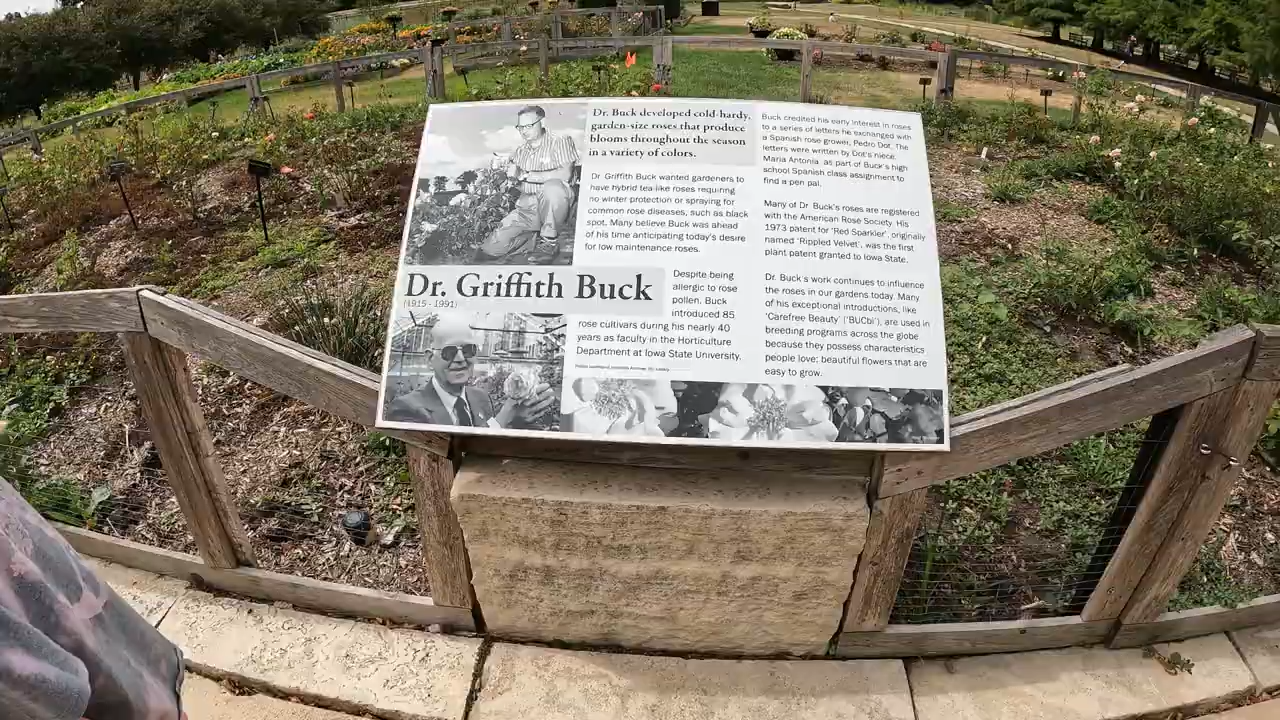 Dr. Buck developed cold-hardy,
garden-size roses that produce
blooms throughout the season
in a variety of colors.
Dr Griffith Buck wanted gardeners to
have hybrid tea-like roses requiring
no winter protection or spraying for
common rose diseases, such as black
spot. Many believe Buck was ahead
of his time anticipating today's desire
for low maintenance roses.
Dr. Griffith Buck
(1915 - 1991)
Despite being
allergic to rose
pollen, Buck
introduced 85
rose cultivars during his nearly 40
years as faculty in the Horticulture
Department at Iowa State University.
Buck credited his early interest in roses
to a series of letters he exchanged with
a Spanish rose grower, Pedro Dot. The
letters were written by Dot's niece,
Maria Antonia, as part of Buck's high
school Spanish class assignment to
find a pen pal.
Many of Dr. Buck's roses are registered
with the American Rose Society. His
1973 patent for 'Red Sparkler', originally
named 'Rippled Velvet', was the first
plant patent granted to Iowa State.
Dr. Buck's work continues to influence
the roses in our gardens today. Many
of his exceptional introductions, like
'Carefree Beauty' ('BUCbi'), are used in
breeding programs across the globe
because they possess characteristics
people love: beautiful flowers that are
easy to grow.